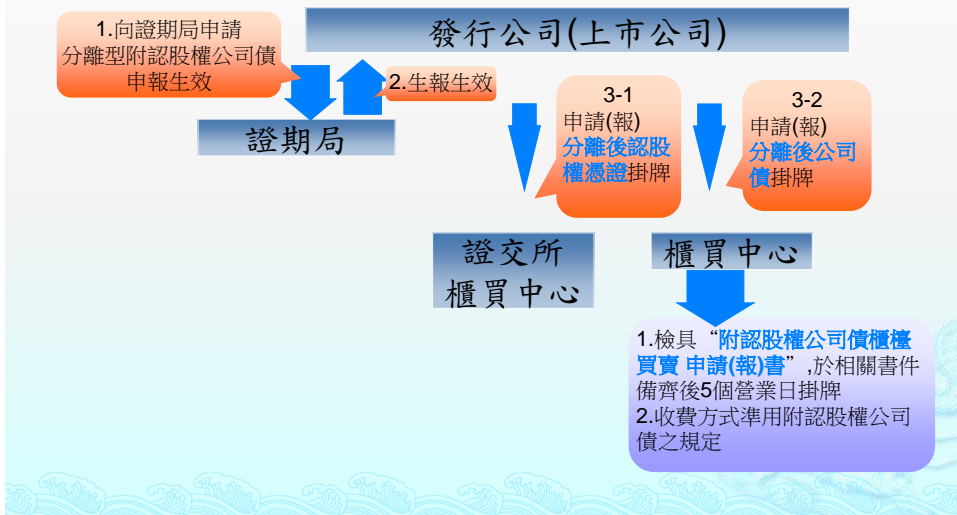 發行公司(上市公司)
1.向證期局申請
分離型附認股權公司債
申報生效
2.生報生效
證期局
3-1
申請(報)
分離後認股
權憑證掛牌
3-2
申請(報)
分離後公司
債掛牌
證交所
櫃買中心
櫃買中心
1.檢具“附認股權公司債櫃檯
買賣 申請(報)書”,於相關書件
備齊後5個營業日掛牌
2.收費方式準用附認股權公司
債之規定